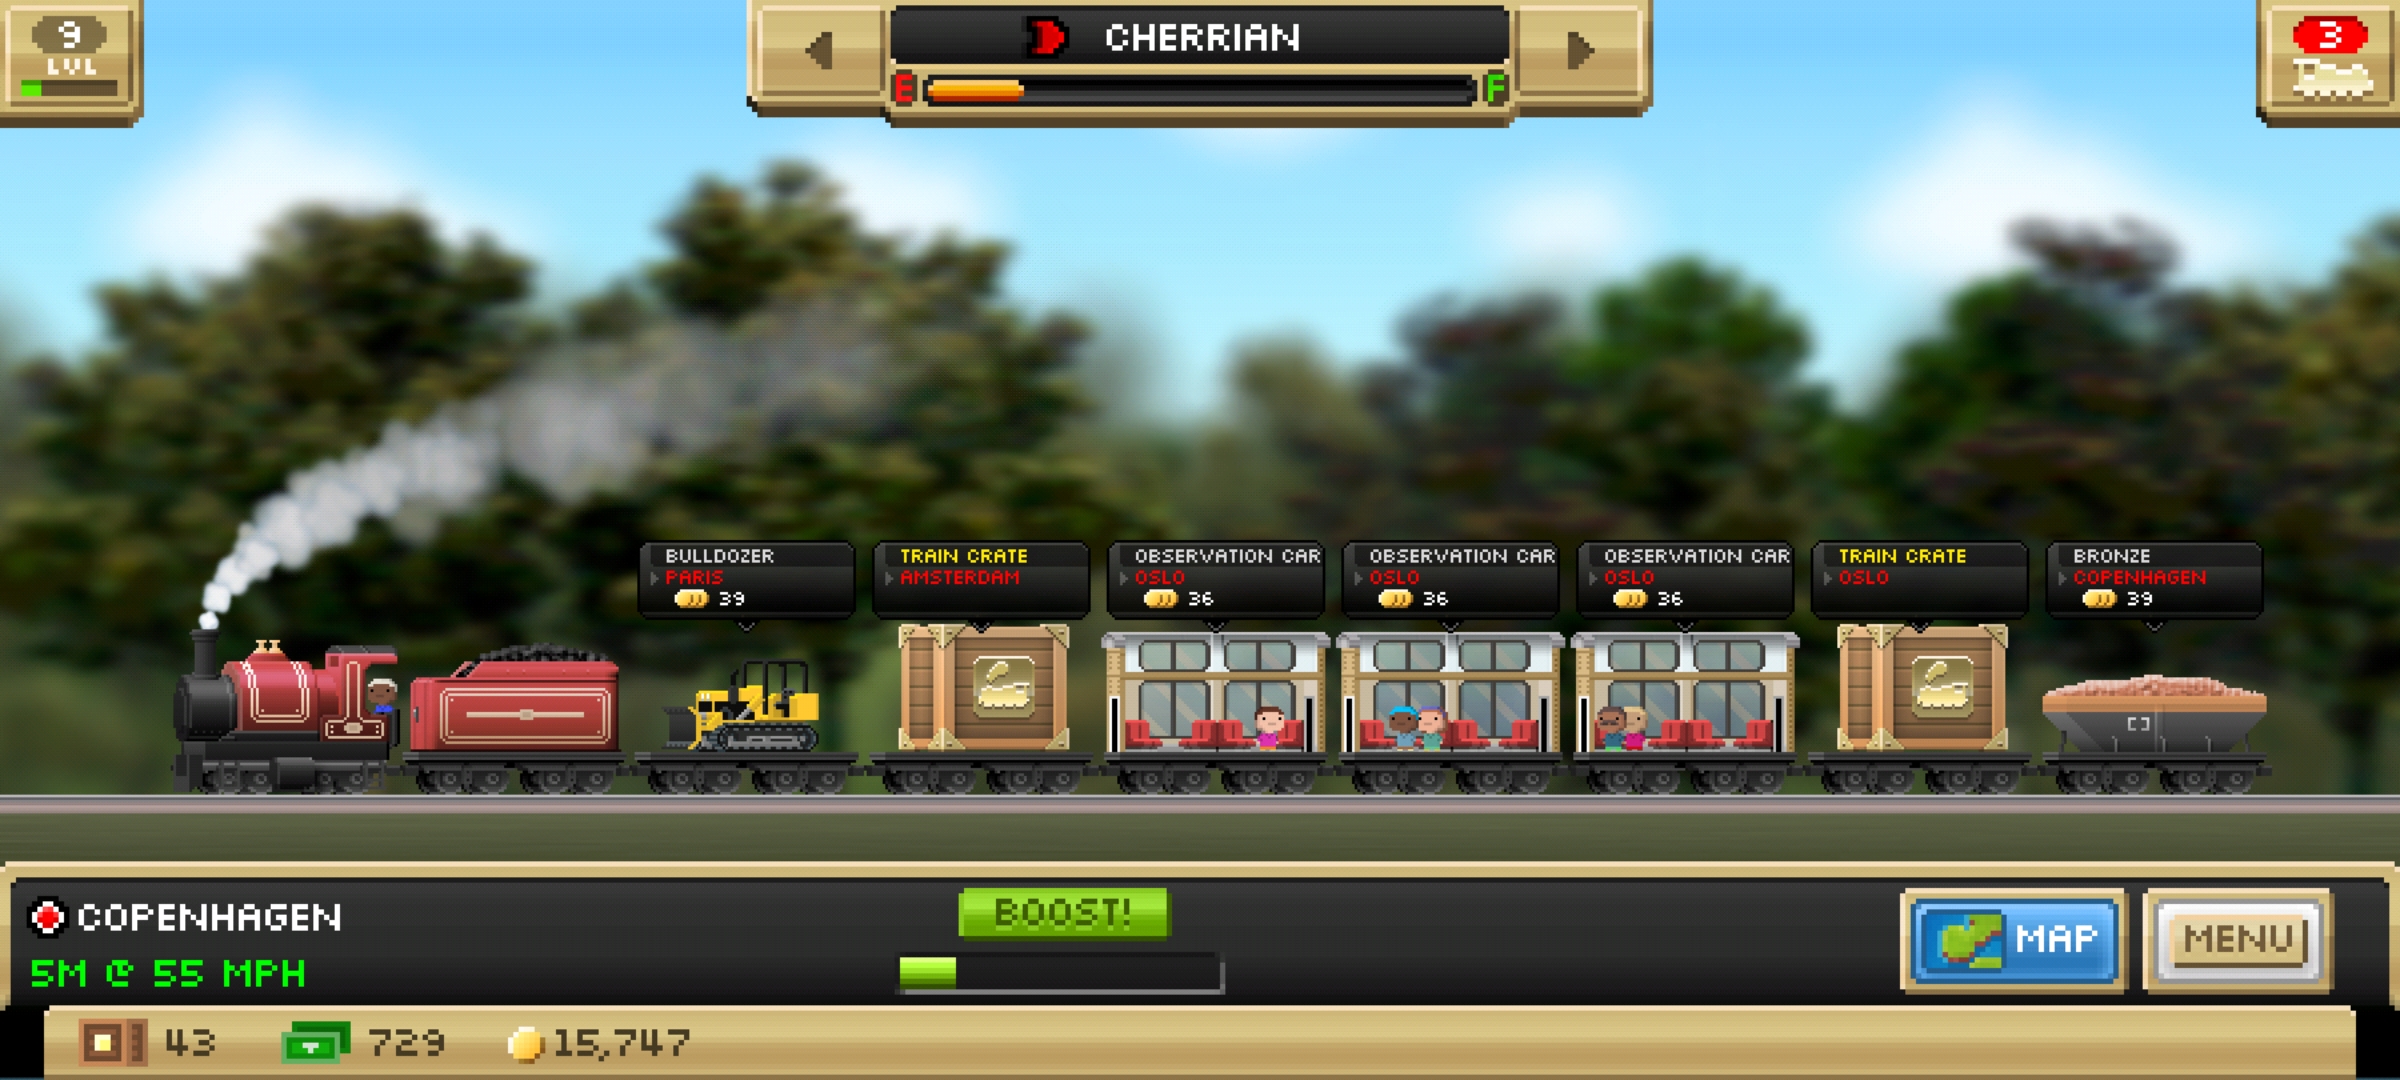 9
LVL
CHERRIAN
E F
3
BULLDOZER
PARIS
39
TRAIN CRATE
AMSTERDAM
OBSERVATION CAR
OSLO
36
OBSERVATION CAR
OSLO
36
OBSERVATION CAR
OSLO
36
TRAIN CRATE
OSLO
BRONZE
COPENHAGEN
39
COPENHAGEN
5M @ 55 MPH
BOOST!
MAP
MENU
43
729
15,747